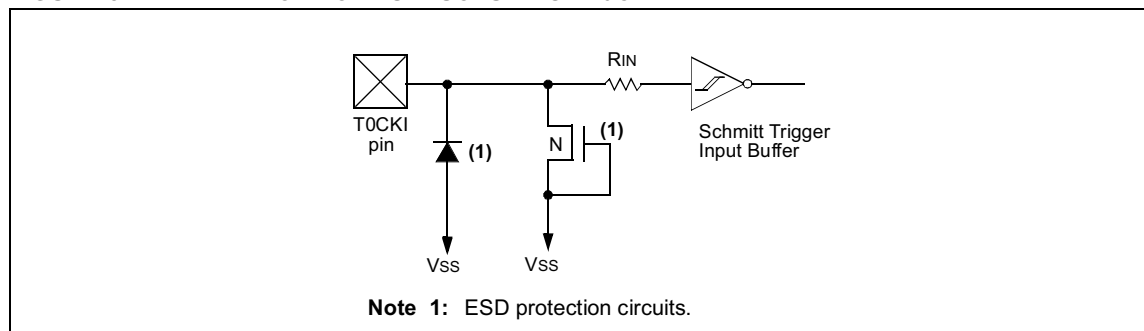 RIN
T0CKI
pin
(1)
N
(1)
Schmitt Trigger
Input Buffer
VSS
VSS
Note 1: ESD protection circuits.